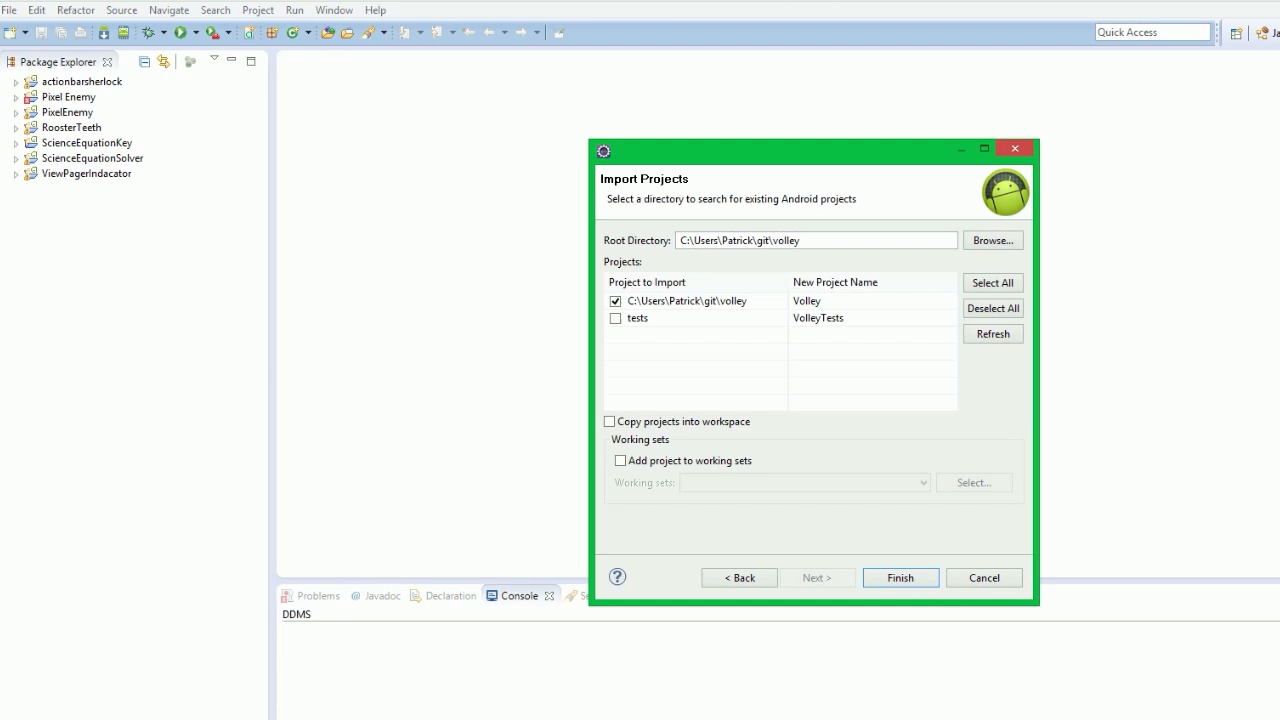 File Edit Refactor Source Navigate Search Project Run Window Help
Quick Access
Package Explorer
actionbarsherlock
Pixel Enemy
PixelEnemy
RoosterTeeth
ScienceEquationKey
ScienceEquationSolver
ViewPagerIndacator
Import Projects
Select a directory to search for existing Android projects
Root Directory: C:\Users\Patrick\git\volley Browse...
Projects:
Project to Import New Project Name Select All
C:\Users\Patrick\git\volley Volley Deselect All
tests VolleyTests
Refresh
Copy projects into workspace
Working sets
Add project to working sets
Working sets: Select...
? < Back Next > Finish Cancel
Problems @ Javadoc Declaration Console
DDMS